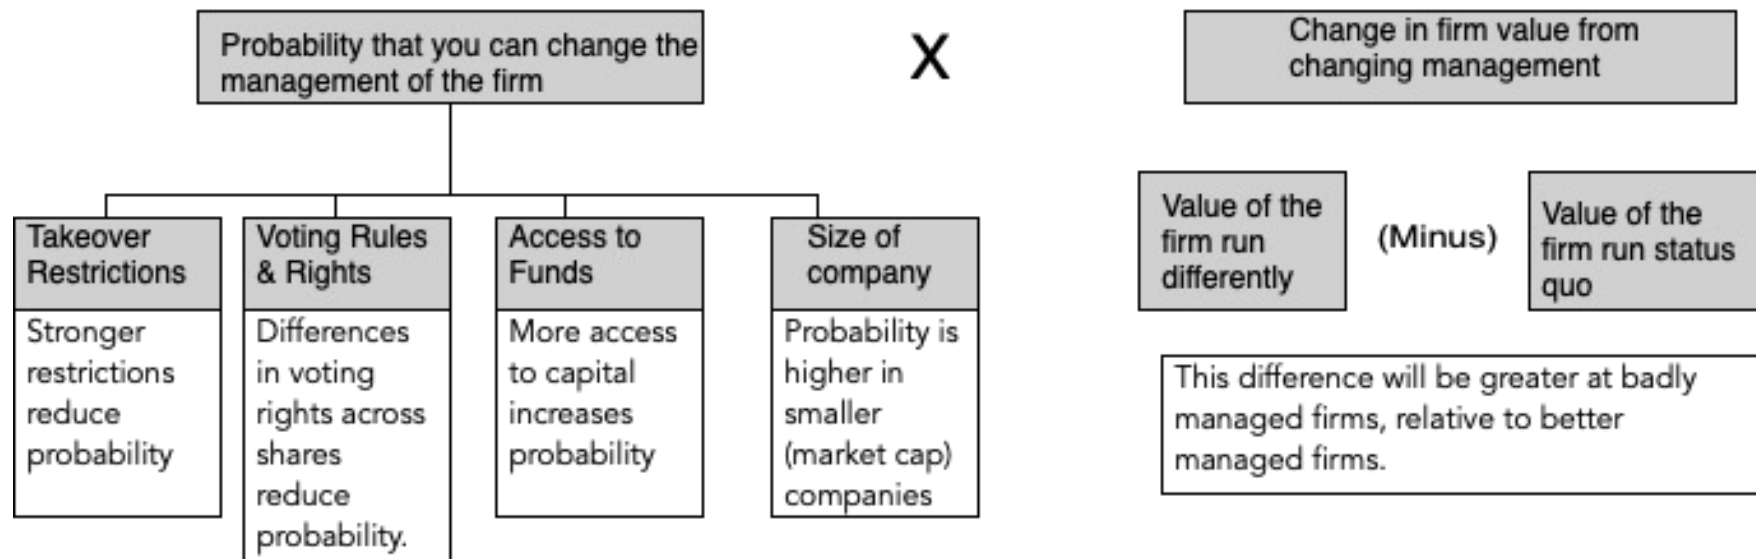 Probability that you can change the
management of the firm
X
Change in firm value from
changing management
Takeover
Restrictions
Stronger
restrictions
reduce
probability
Voting Rules
& Rights
Differences
in voting
rights across
shares
reduce
probability.
Access to
Funds
More access
to capital
increases
probability
Size of
company
Probability is
higher in
smaller
(market cap)
companies
Value of the
firm run
differently
(Minus)
Value of the
firm run status
quo
This difference will be greater at badly
managed firms, relative to better
managed firms.